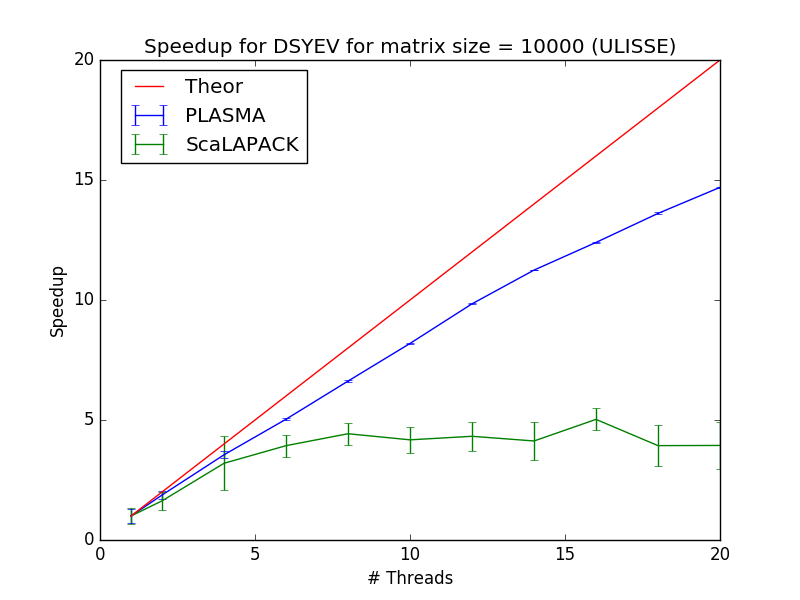 Speedup for DSYEV for matrix size = 10000 (ULISSE)
Theor
PLASMA
ScaLAPACK
20
15
10
5
0
Speedup
0 5 10 15 20
# Threads